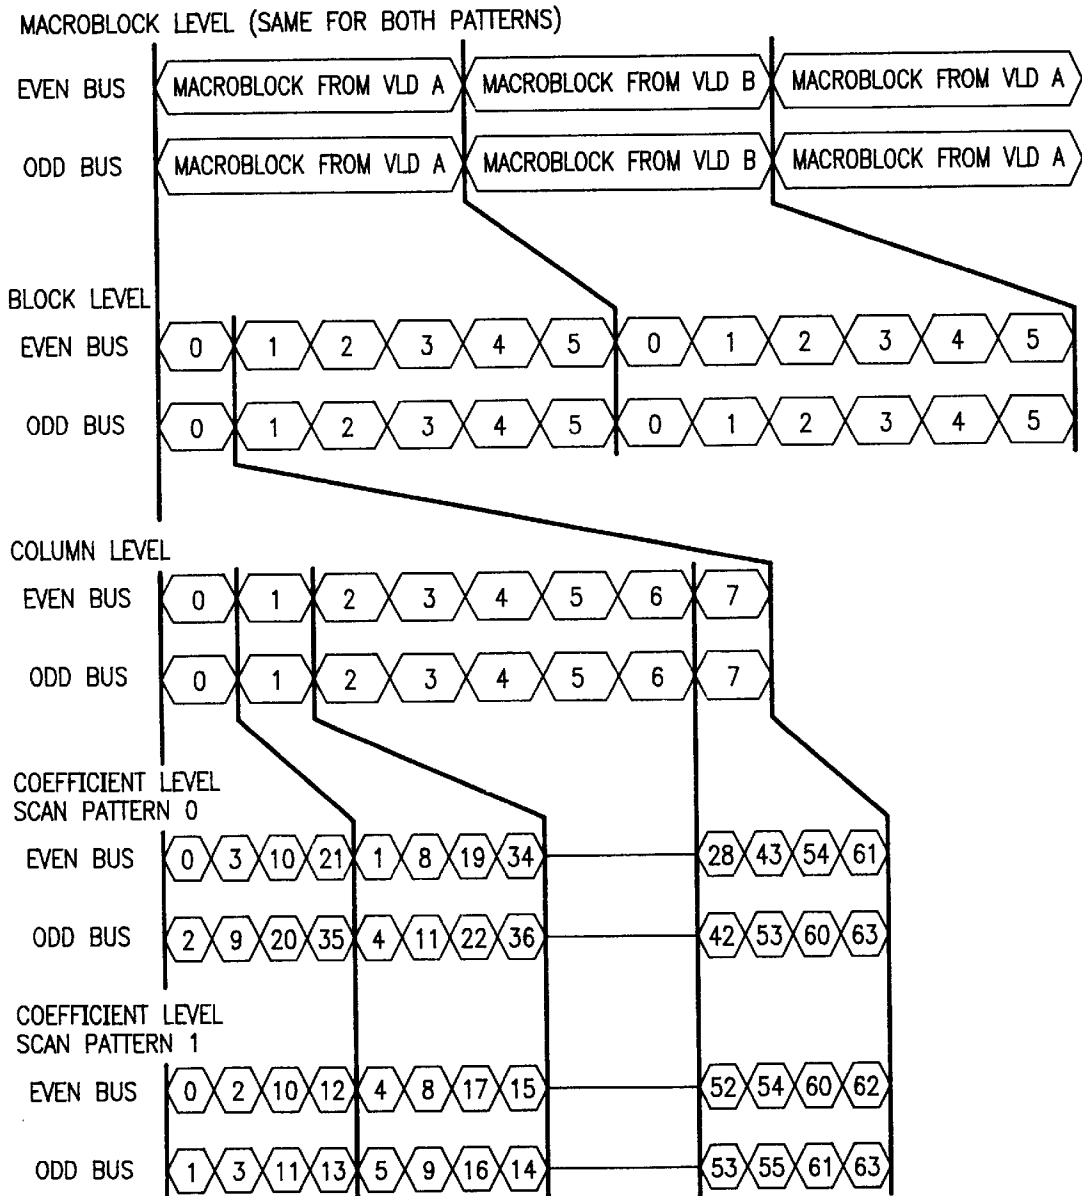 MACROBLOCK LEVEL (SAME FOR BOTH PATTERNS)
EVEN BUS MACROBLOCK FROM VLD A MACROBLOCK FROM VLD B MACROBLOCK FROM VLD A
ODD BUS MACROBLOCK FROM VLD A MACROBLOCK FROM VLD B MACROBLOCK FROM VLD A
BLOCK LEVEL
EVEN BUS 0 1 2 3 4 5 0 1 2 3 4 5
ODD BUS 0 1 2 3 4 5 0 1 2 3 4 5
COLUMN LEVEL
EVEN BUS 0 1 2 3 4 5 6 7
ODD BUS 0 1 2 3 4 5 6 7
COEFFICIENT LEVEL
SCAN PATTERN 0
EVEN BUS 0 3 10 21 1 8 19 34 28 43 54 61
ODD BUS 2 9 20 35 4 11 22 36 42 53 60 63
COEFFICIENT LEVEL
SCAN PATTERN 1
EVEN BUS 0 2 10 12 4 8 17 15 52 54 60 62
ODD BUS 1 3 11 13 5 9 16 14 53 55 61 63